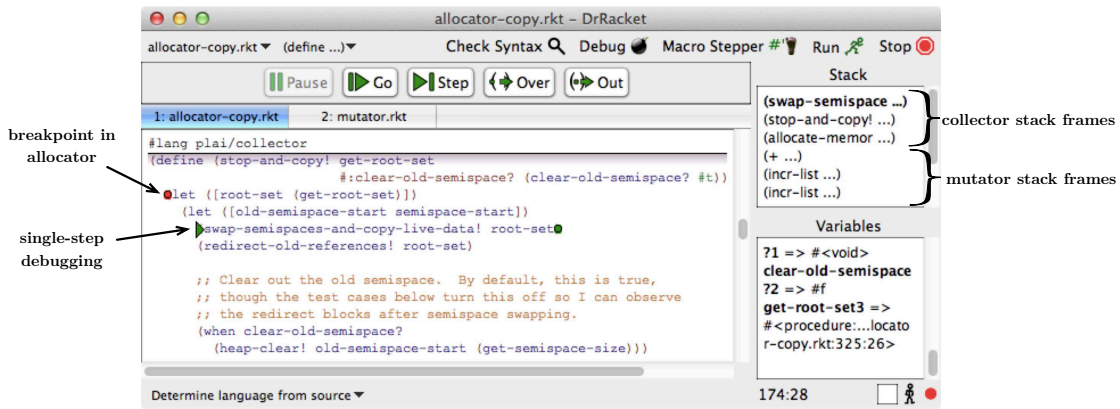 allocator-copy.rkt – DrRacket
allocator-copy.rkt (define ...) Check Syntax Debug Macro Stepper #' Run Stop
Pause Go Step Over Out
1: allocator-copy.rkt 2: mutator.rkt
#lang plai/collector
(define (stop-and-copy! get-root-set
#:clear-old-semispace? (clear-old-semispace? #t))
let ([root-set (get-root-set)])
(let ([old-semispace-start semispace-start])
swap-semispaces-and-copy-live-data! root-set
(redirect-old-references! root-set)
;; Clear out the old semispace.  By default, this is true,
;; though the test cases below turn this off so I can observe
;; the redirect blocks after semispace swapping.
(when clear-old-semispace?
(heap-clear! old-semispace-start (get-semispace-size)))
Determine language from source
breakpoint in
allocator
single-step
debugging
Stack
(swap-semispace ...)
(stop-and-copy! ...)
(allocate-memor ...)
(+ ...)
(incr-list ...)
(incr-list ...)
collector stack frames
mutator stack frames
Variables
?1 => #<void>
clear-old-semispace
?2 => #f
get-root-set3 =>
#<procedure:...locato
r-copy.rkt:325:26>
174:28